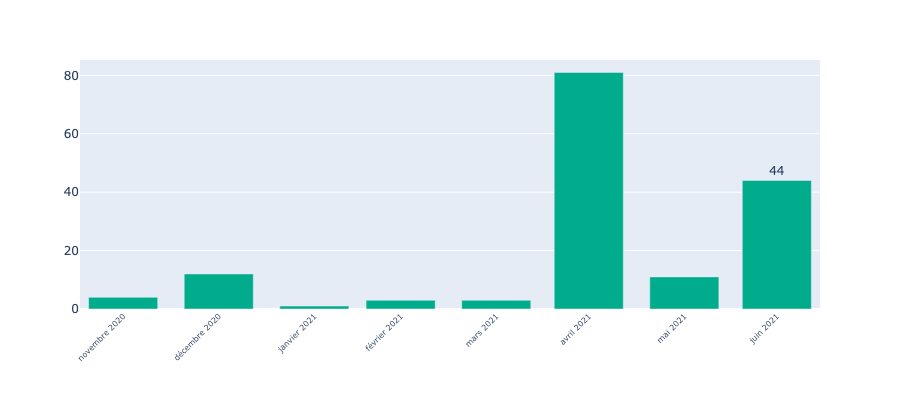 80
60
40
20
0
44
novembre 2020
décembre 2020
janvier 2021
février 2021
mars 2021
avril 2021
mai 2021
juin 2021